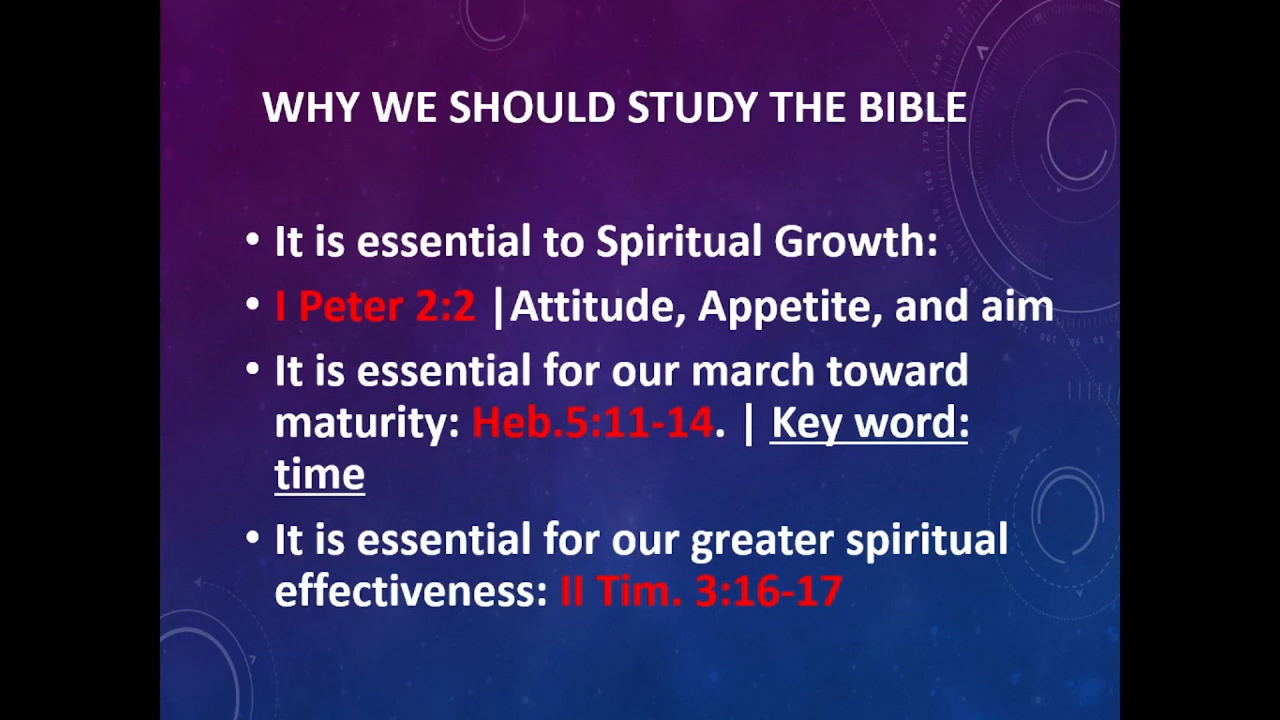 WHY WE SHOULD STUDY THE BIBLE
• It is essential to Spiritual Growth:
• I Peter 2:2 |Attitude, Appetite, and aim
• It is essential for our march toward
maturity: Heb.5:11-14. | Key word:
time
• It is essential for our greater spiritual
effectiveness: II Tim. 3:16-17